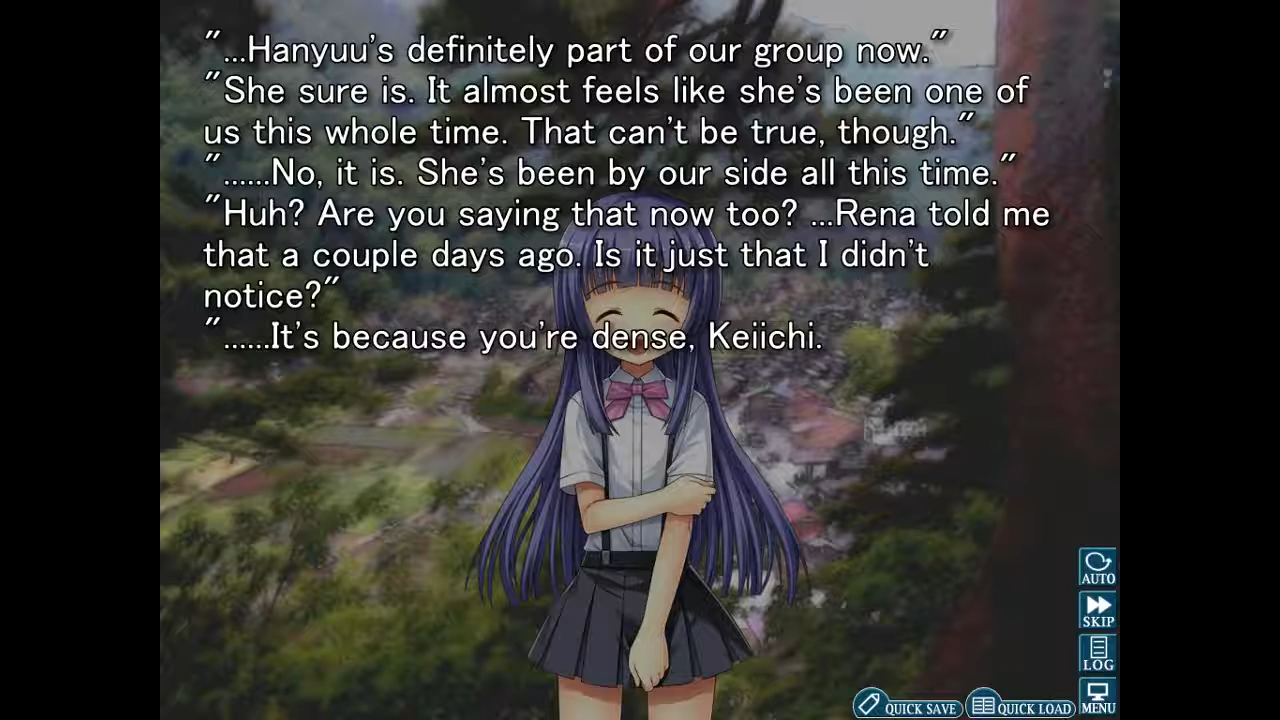 "...Hanyuu's definitely part of our group now."
"She sure is. It almost feels like she's been one of
us this whole time. That can't be true, though."
"......No, it is. She's been by our side all this time."
"Huh? Are you saying that now too? ...Rena told me
that a couple days ago. Is it just that I didn't
notice?"
"......It's because you're dense, Keiichi.
AUTO
SKIP
LOG
MENU
QUICK SAVE
QUICK LOAD